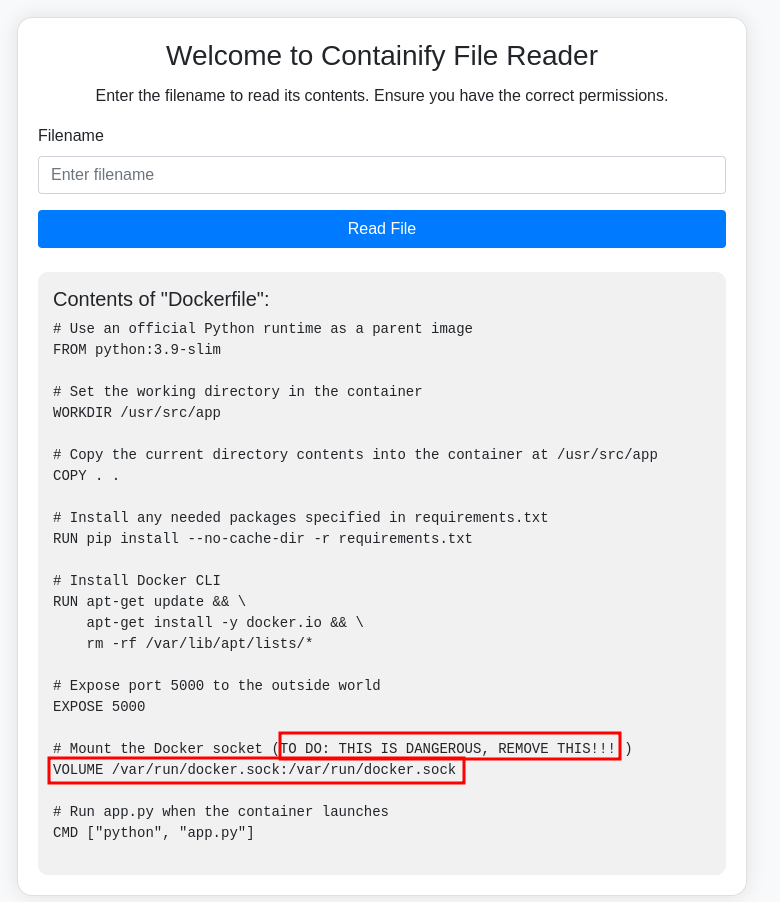 Welcome to Containify File Reader
Enter the filename to read its contents. Ensure you have the correct permissions.
Filename
Enter filename
Read File
Contents of "Dockerfile":
# Use an official Python runtime as a parent image
FROM python:3.9-slim
# Set the working directory in the container
WORKDIR /usr/src/app
# Copy the current directory contents into the container at /usr/src/app
COPY . .
# Install any needed packages specified in requirements.txt
RUN pip install --no-cache-dir -r requirements.txt
# Install Docker CLI
RUN apt-get update && \
    apt-get install -y docker.io && \
    rm -rf /var/lib/apt/lists/*
# Expose port 5000 to the outside world
EXPOSE 5000
# Mount the Docker socket (TO DO: THIS IS DANGEROUS, REMOVE THIS!!! )
VOLUME /var/run/docker.sock:/var/run/docker.sock
# Run app.py when the container launches
CMD ["python", "app.py"]